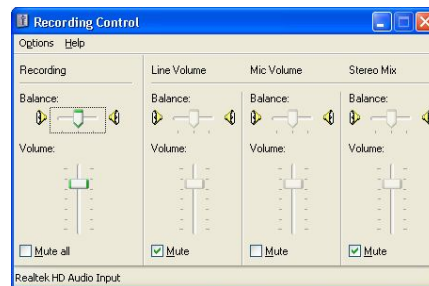 Recording Control
Options Help
Recording Line Volume Mic Volume Stereo Mix
Balance: Balance: Balance: Balance:
Volume: Volume: Volume: Volume:
Mute all Mute Mute Mute
Realtek HD Audio Input